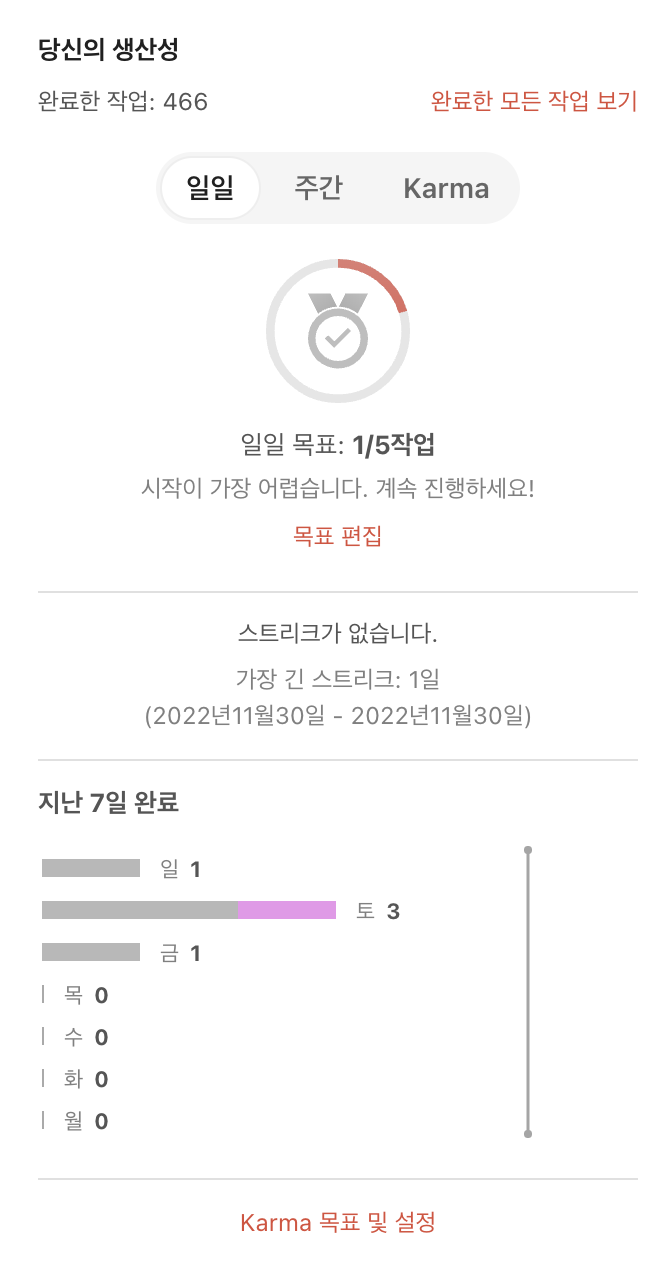 당신의 생산성
완료한 작업: 466 완료한 모든 작업 보기
일일 주간 Karma
일일 목표: 1/5작업
시작이 가장 어렵습니다. 계속 진행하세요!
목표 편집
스트리크가 없습니다.
가장 긴 스트리크: 1일
(2022년11월30일 - 2022년11월30일)
지난 7일 완료
일 1
토 3
금 1
목 0
수 0
화 0
월 0
Karma 목표 및 설정